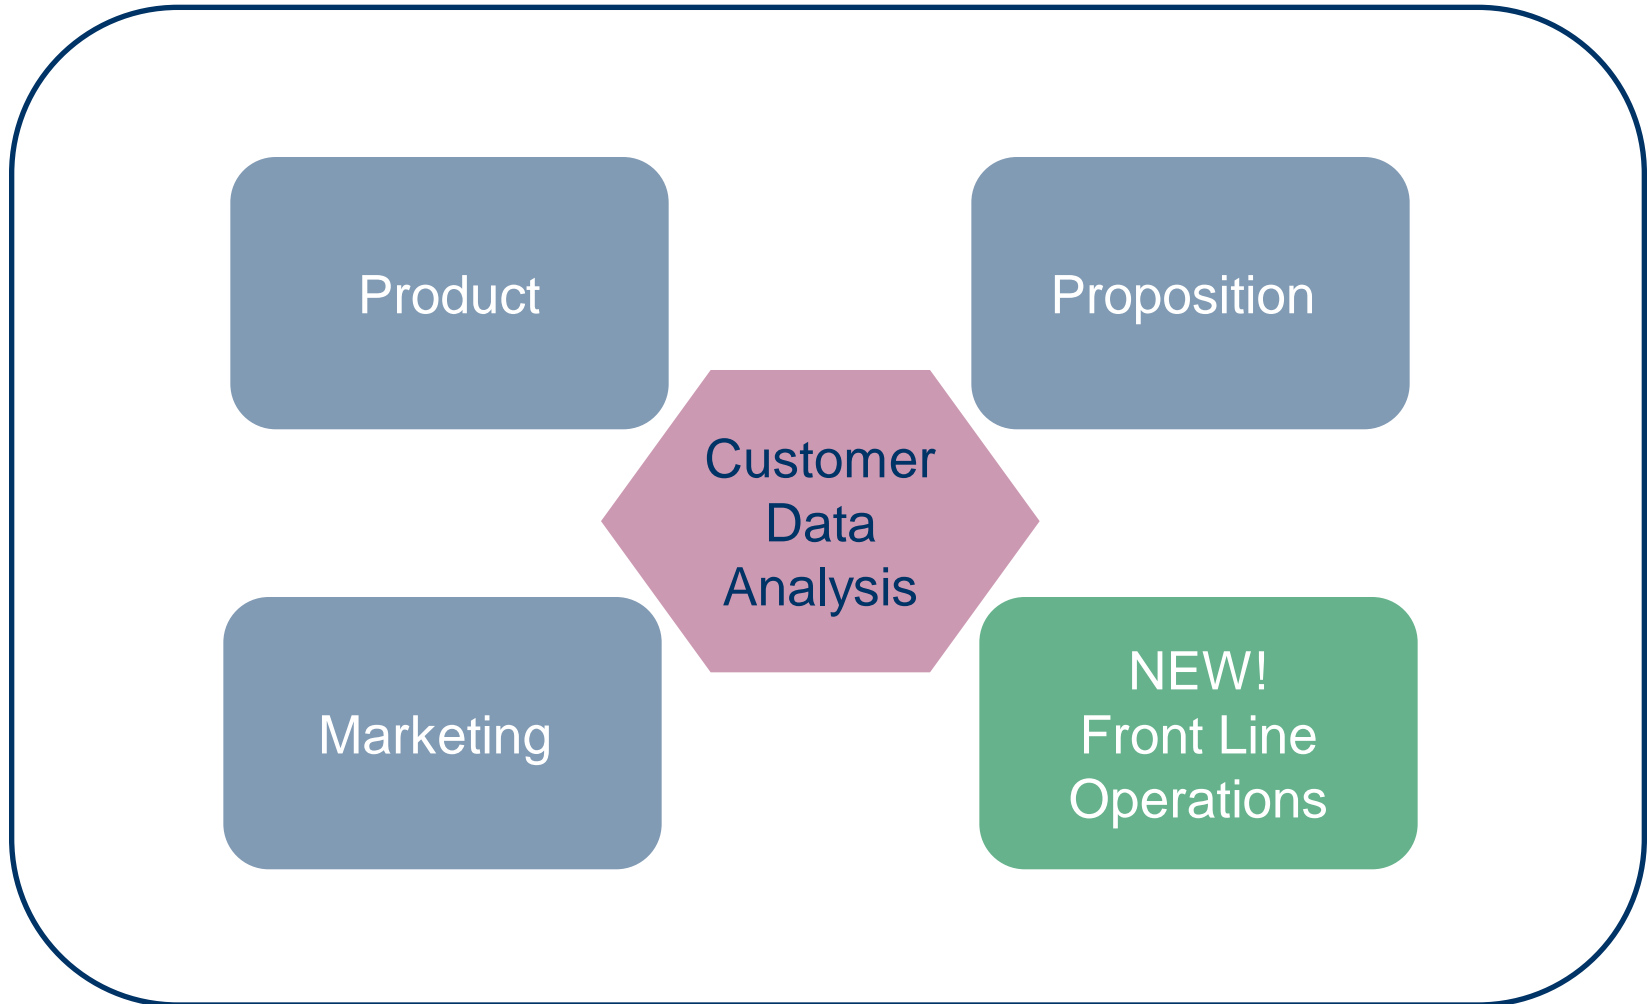 Product
Proposition
Customer
Data
Analysis
Marketing
NEW!
Front Line
Operations